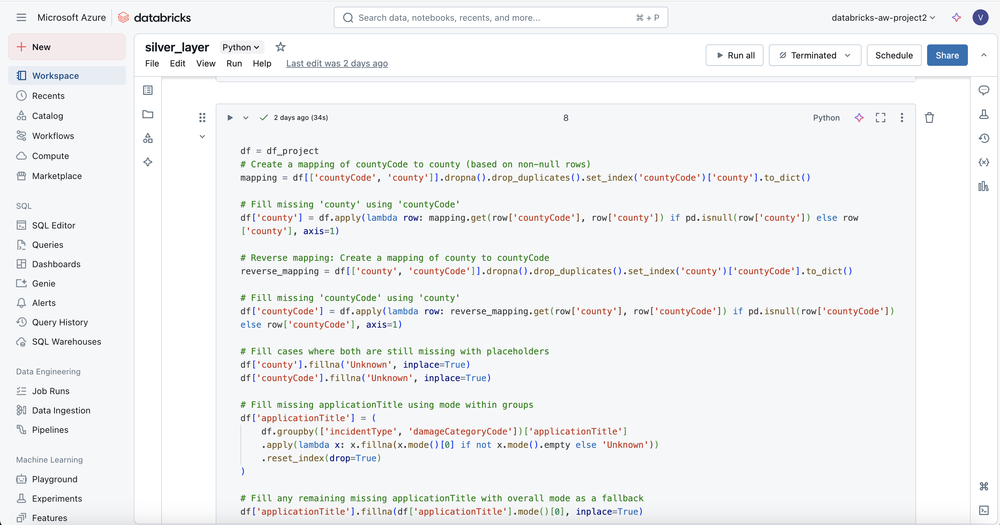 Microsoft Azure
databricks
Search data, notebooks, recents, and more...
⌘ + P
databricks-aw-project2
V
New
Workspace
Recents
Catalog
Workflows
Compute
Marketplace
SQL
SQL Editor
Queries
Dashboards
Genie
Alerts
Query History
SQL Warehouses
Data Engineering
Job Runs
Data Ingestion
Pipelines
Machine Learning
Playground
Experiments
Features
silver_layer
Python
File Edit View Run Help Last edit was 2 days ago
Run all
Terminated
Schedule
Share
2 days ago (34s)
8
Python
df = df_project
# Create a mapping of countyCode to county (based on non-null rows)
mapping = df[['countyCode', 'county']].dropna().drop_duplicates().set_index('countyCode')['county'].to_dict()
# Fill missing 'county' using 'countyCode'
df['county'] = df.apply(lambda row: mapping.get(row['countyCode'], row['county']) if pd.isnull(row['county']) else row
['county'], axis=1)
# Reverse mapping: Create a mapping of county to countyCode
reverse_mapping = df[['county', 'countyCode']].dropna().drop_duplicates().set_index('county')['countyCode'].to_dict()
# Fill missing 'countyCode' using 'county'
df['countyCode'] = df.apply(lambda row: reverse_mapping.get(row['county'], row['countyCode']) if pd.isnull(row['countyCode'])
else row['countyCode'], axis=1)
# Fill cases where both are still missing with placeholders
df['county'].fillna('Unknown', inplace=True)
df['countyCode'].fillna('Unknown', inplace=True)
# Fill missing applicationTitle using mode within groups
df['applicationTitle'] = (
df.groupby(['incidentType', 'damageCategoryCode'])['applicationTitle']
.apply(lambda x: x.fillna(x.mode()[0] if not x.mode().empty else 'Unknown'))
.reset_index(drop=True)
)
# Fill any remaining missing applicationTitle with overall mode as a fallback
df['applicationTitle'].fillna(df['applicationTitle'].mode()[0], inplace=True)